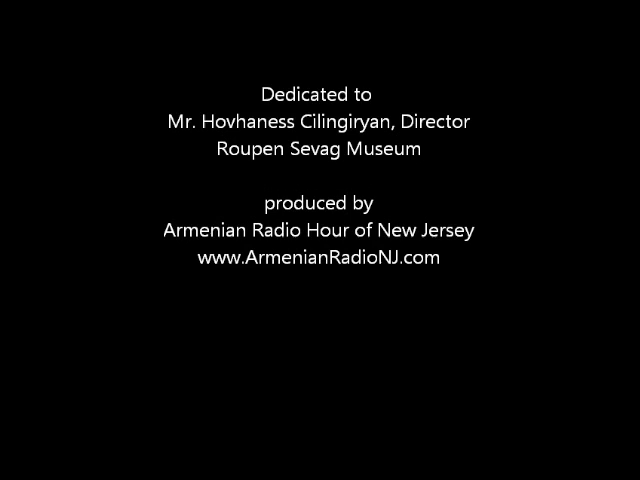 Dedicated to
Mr. Hovhaness Cilingiryan, Director
Roupen Sevag Museum
produced by
Armenian Radio Hour of New Jersey
www.ArmenianRadioNJ.com